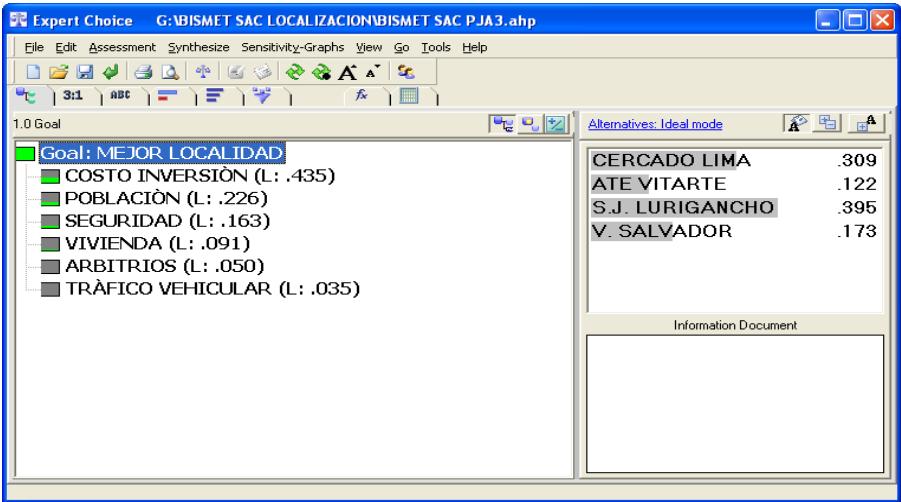 Expert Choice G:\BISMET SAC LOCALIZACION\BISMET SAC PJA3.ahp
File Edit Assessment Synthesize Sensitivity-Graphs View Go Tools Help
3:1 ABC fx
1.0 Goal
Alternatives: Ideal mode
Goal: MEJOR LOCALIDAD
COSTO INVERSIÒN (L: .435)
POBLACIÒN (L: .226)
SEGURIDAD (L: .163)
VIVIENDA (L: .091)
ARBITRIOS (L: .050)
TRÀFICO VEHICULAR (L: .035)
CERCADO LIMA .309
ATE VITARTE .122
S.J. LURIGANCHO .395
V. SALVADOR .173
Information Document